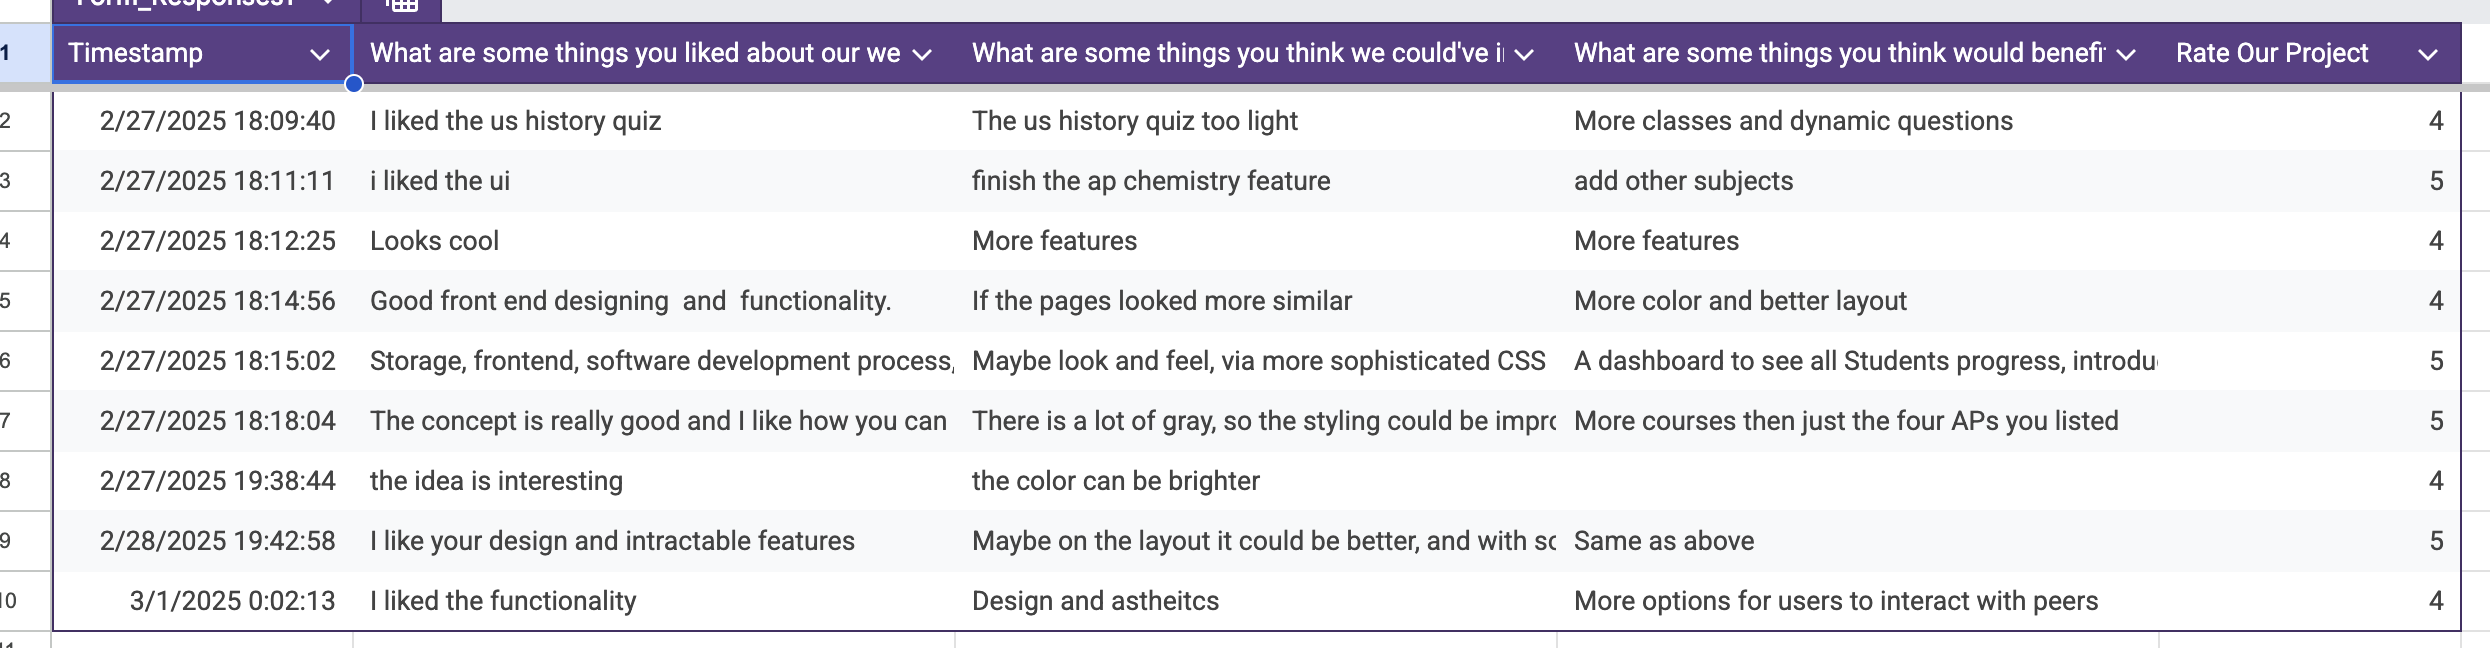 Form_Responses1
1 Timestamp What are some things you liked about our we What are some things you think we could've i What are some things you think would benefi Rate Our Project
2 2/27/2025 18:09:40 I liked the us history quiz The us history quiz too light More classes and dynamic questions 4
3 2/27/2025 18:11:11 i liked the ui finish the ap chemistry feature add other subjects 5
4 2/27/2025 18:12:25 Looks cool More features More features 4
5 2/27/2025 18:14:56 Good front end designing  and  functionality. If the pages looked more similar More color and better layout 4
6 2/27/2025 18:15:02 Storage, frontend, software development process, Maybe look and feel, via more sophisticated CSS A dashboard to see all Students progress, introdu 5
7 2/27/2025 18:18:04 The concept is really good and I like how you can There is a lot of gray, so the styling could be impro More courses then just the four APs you listed 5
8 2/27/2025 19:38:44 the idea is interesting the color can be brighter 4
9 2/28/2025 19:42:58 I like your design and intractable features Maybe on the layout it could be better, and with so Same as above 5
10 3/1/2025 0:02:13 I liked the functionality Design and astheitcs More options for users to interact with peers 4
11